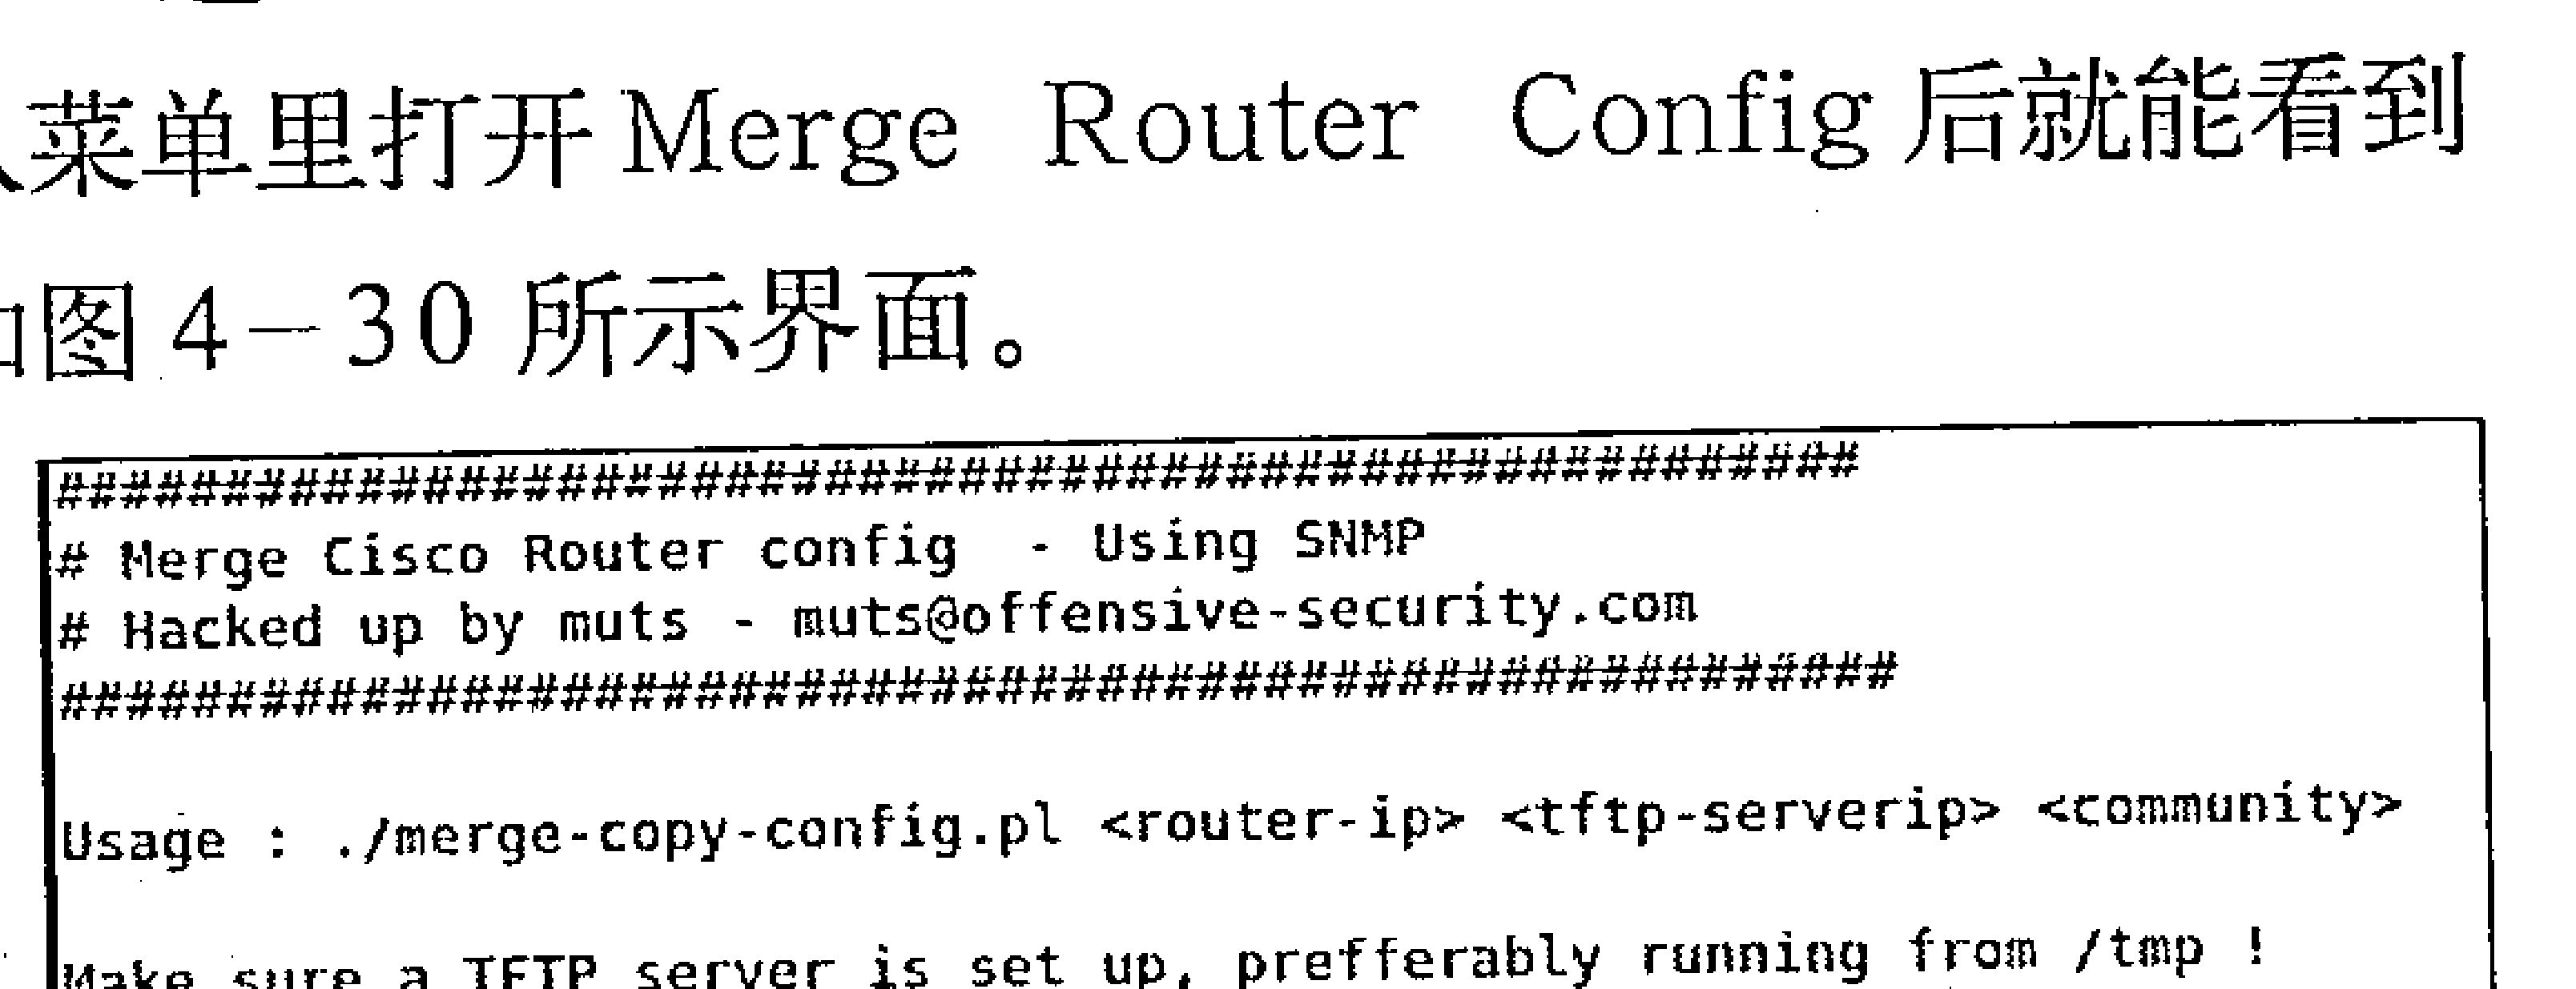 菜单里打开 Merge Router Config 后就能看到
图 4-30 所示界面。
######################################################
# Merge Cisco Router config  - Using SNMP
# Hacked up by muts - muts@offensive-security.com
#######################################################
Usage : ./merge-copy-config.pl <router-ip> <tftp-serverip> <community>
Make sure a TFTP server is set up, prefferably running from /tmp !